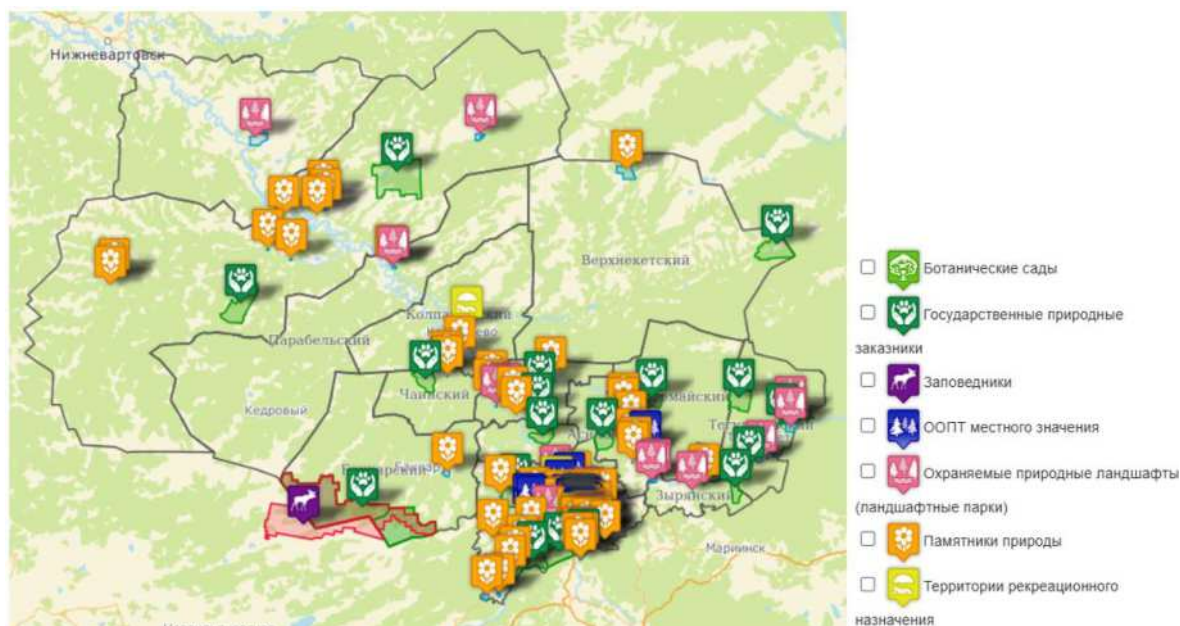 Нижневартовск
Верхнекетский
Парабельский
Чаинский
Кедровый
Зырянский
Мариинск
Ботанические сады
Государственные природные
заказники
Заповедники
ООПТ местного значения
Охраняемые природные ландшафты
(ландшафтные парки)
Памятники природы
Территории рекреационного
назначения